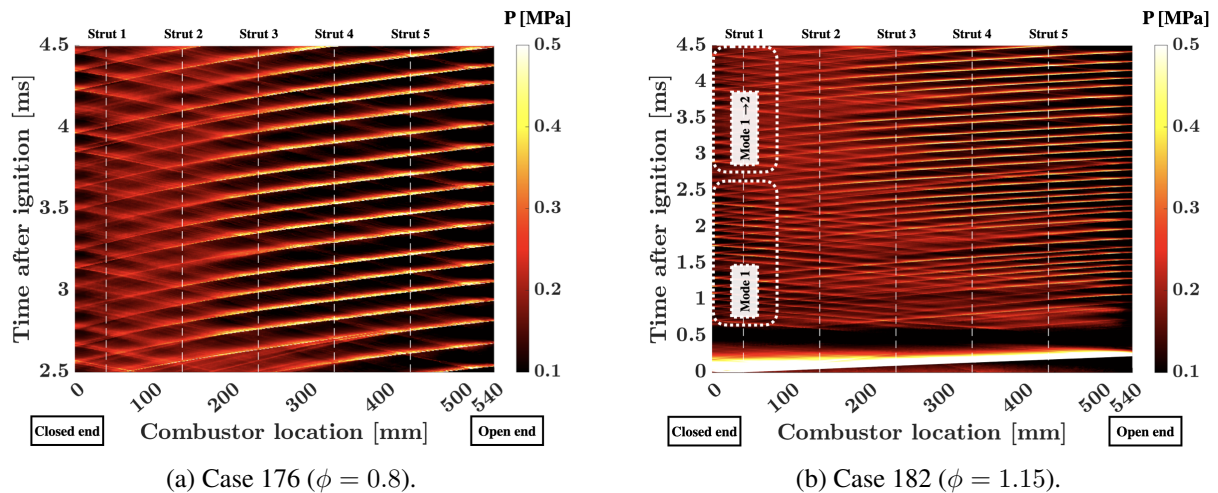 P [MPa]
Strut 1 Strut 2 Strut 3 Strut 4 Strut 5
Time after ignition [ms]
4.5
4
3.5
3
2.5
0 100 200 300 400 500 540
Combustor location [mm]
Closed end
Open end
0.5
0.4
0.3
0.2
0.1
(a) Case 176 (ϕ = 0.8).
P [MPa]
Strut 1 Strut 2 Strut 3 Strut 4 Strut 5
Time after ignition [ms]
4.5
4
3.5
3
2.5
2
1.5
1
0.5
0
Mode 1 →2
Mode 1
0 100 200 300 400 500 540
Combustor location [mm]
Closed end
Open end
0.5
0.4
0.3
0.2
0.1
(b) Case 182 (ϕ = 1.15).